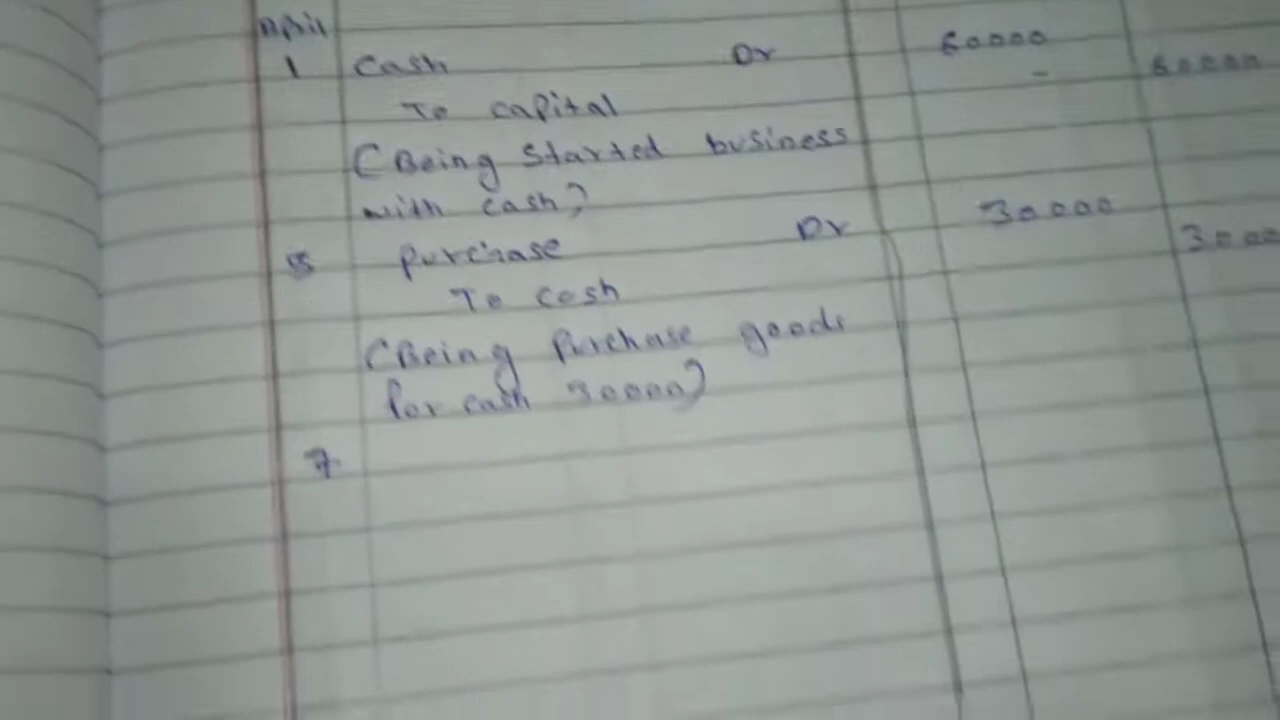 April
1 Cash Dr 60000
To capital 60000
(Being Started business
with cash)
5 purchase Dr 30000
To cash 3000
(Being Purchase goods
for cash 30000)
7